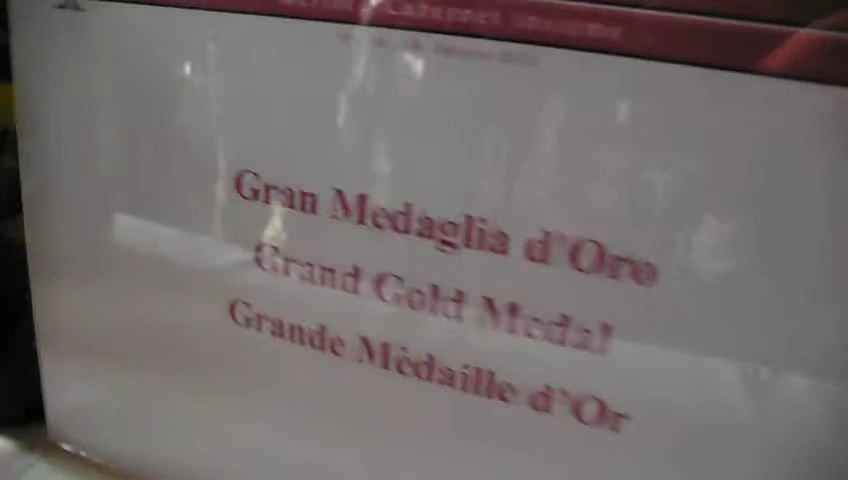 Gran Medaglia d'Oro
Grand Gold Medal
Grande Médaille d'Or